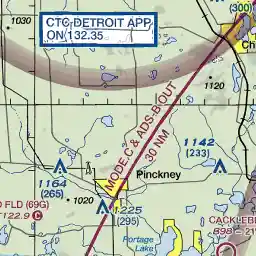 CTC DETROIT APP
ON 132.35
(300)
1030
Ch
1120
MODE C & ADS-B OUT
30 NM
1142
(233)
Pinckney
1164
(265)
FLD (69G)
122.9 C
1020
1225
(295)
Portage
Lake
CACKLEB
898 - 21